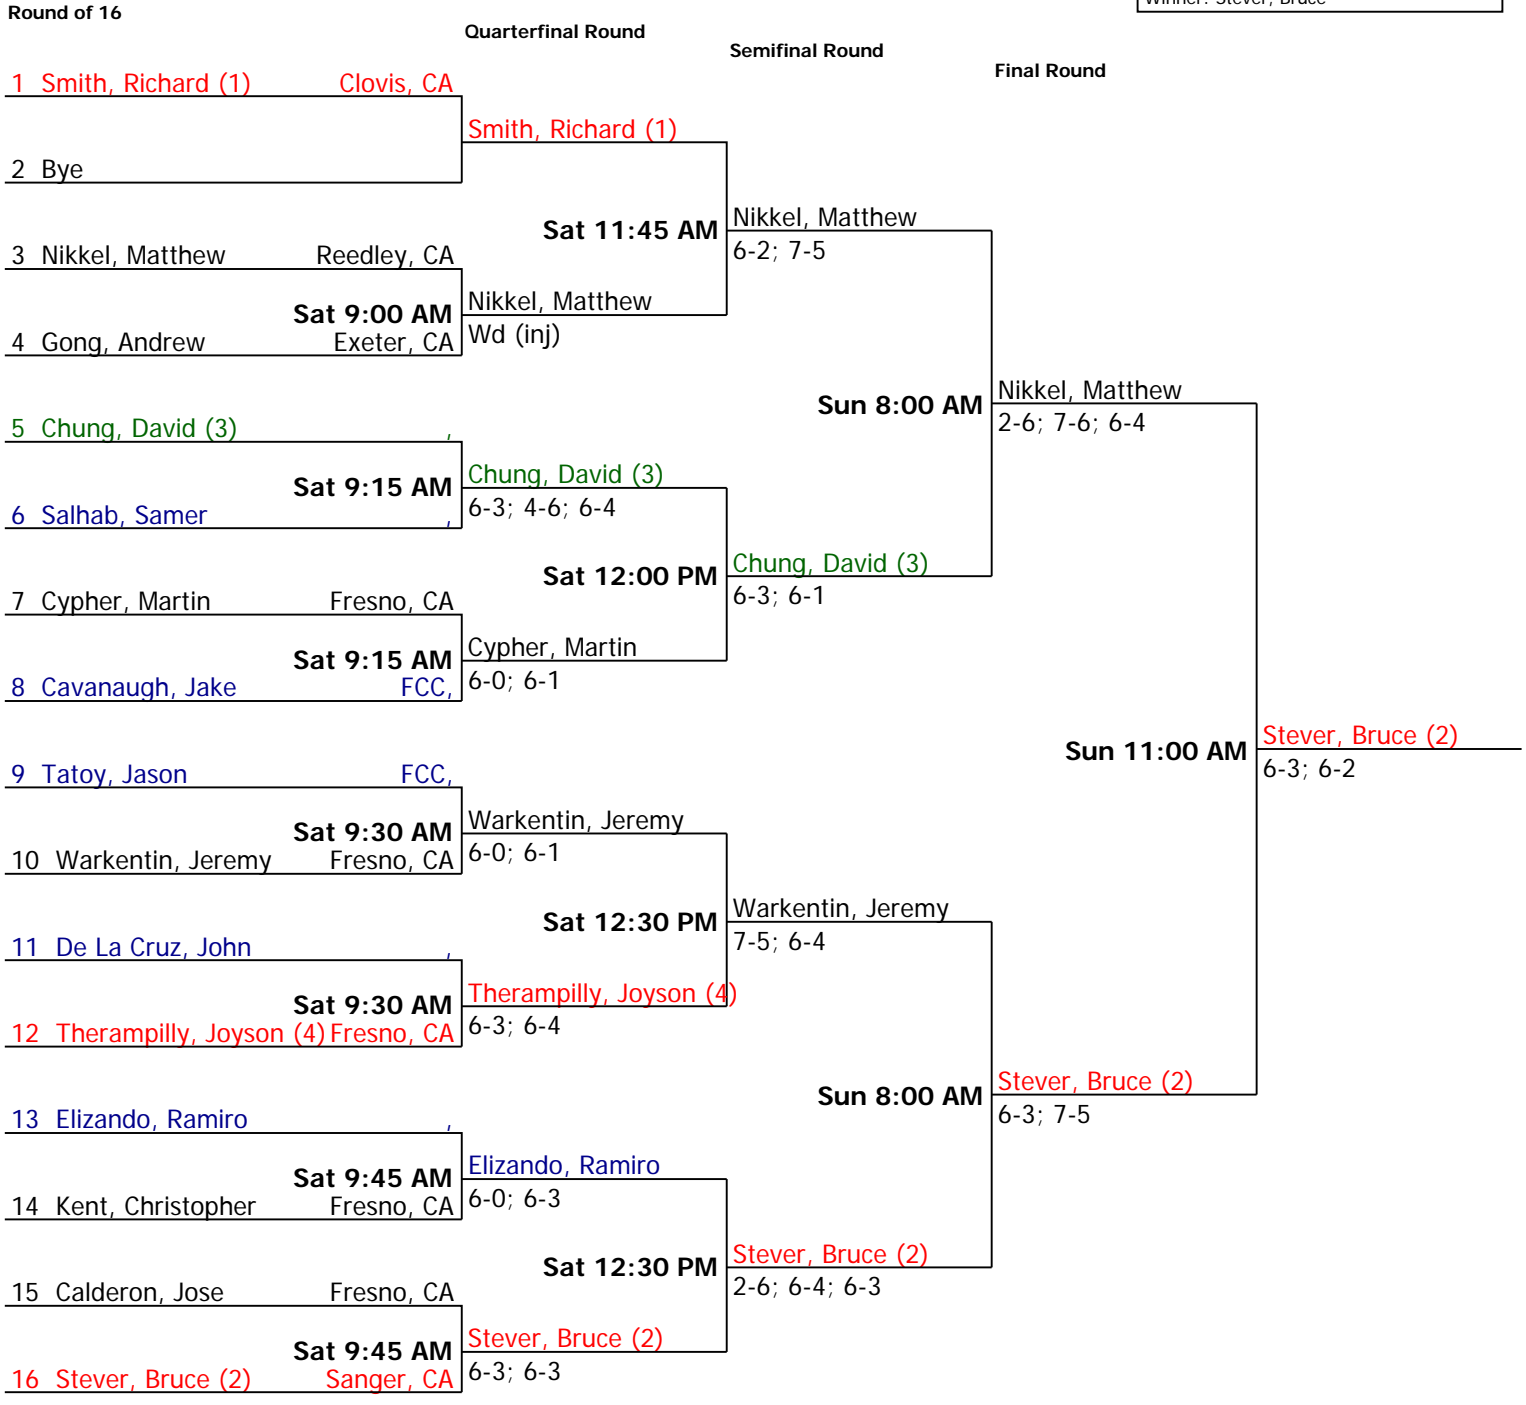 Winner: Stever, Bruce
Round of 16
Quarterfinal Round
Semifinal Round
Final Round
1 Smith, Richard (1) Clovis, CA
Smith, Richard (1)
2 Bye
Sat 11:45 AM
Nikkel, Matthew
6-2; 7-5
3 Nikkel, Matthew Reedley, CA
Sat 9:00 AM
Nikkel, Matthew
Wd (inj)
4 Gong, Andrew Exeter, CA
Sun 8:00 AM
Nikkel, Matthew
2-6; 7-6; 6-4
5 Chung, David (3) ,
Sat 9:15 AM
Chung, David (3)
6-3; 4-6; 6-4
6 Salhab, Samer ,
Sat 12:00 PM
Chung, David (3)
6-3; 6-1
7 Cypher, Martin Fresno, CA
Sat 9:15 AM
Cypher, Martin
6-0; 6-1
8 Cavanaugh, Jake FCC,
Sun 11:00 AM
Stever, Bruce (2)
6-3; 6-2
9 Tatoy, Jason FCC,
Sat 9:30 AM
Warkentin, Jeremy
6-0; 6-1
10 Warkentin, Jeremy Fresno, CA
Sat 12:30 PM
Warkentin, Jeremy
7-5; 6-4
11 De La Cruz, John ,
Sat 9:30 AM
Therampilly, Joyson (4)
6-3; 6-4
12 Therampilly, Joyson (4) Fresno, CA
Sun 8:00 AM
Stever, Bruce (2)
6-3; 7-5
13 Elizando, Ramiro ,
Sat 9:45 AM
Elizando, Ramiro
6-0; 6-3
14 Kent, Christopher Fresno, CA
Sat 12:30 PM
Stever, Bruce (2)
2-6; 6-4; 6-3
15 Calderon, Jose Fresno, CA
Sat 9:45 AM
Stever, Bruce (2)
6-3; 6-3
16 Stever, Bruce (2) Sanger, CA